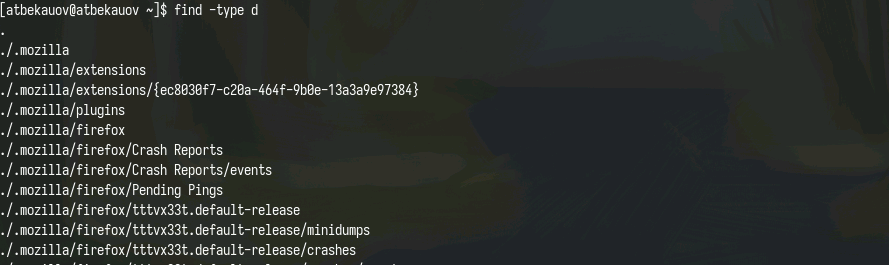 [atbekauov@atbekauov ~]$ find -type d
.
./.mozilla
./.mozilla/extensions
./.mozilla/extensions/{ec8030f7-c20a-464f-9b0e-13a3a9e97384}
./.mozilla/plugins
./.mozilla/firefox
./.mozilla/firefox/Crash Reports
./.mozilla/firefox/Crash Reports/events
./.mozilla/firefox/Pending Pings
./.mozilla/firefox/tttvx33t.default-release
./.mozilla/firefox/tttvx33t.default-release/minidumps
./.mozilla/firefox/tttvx33t.default-release/crashes